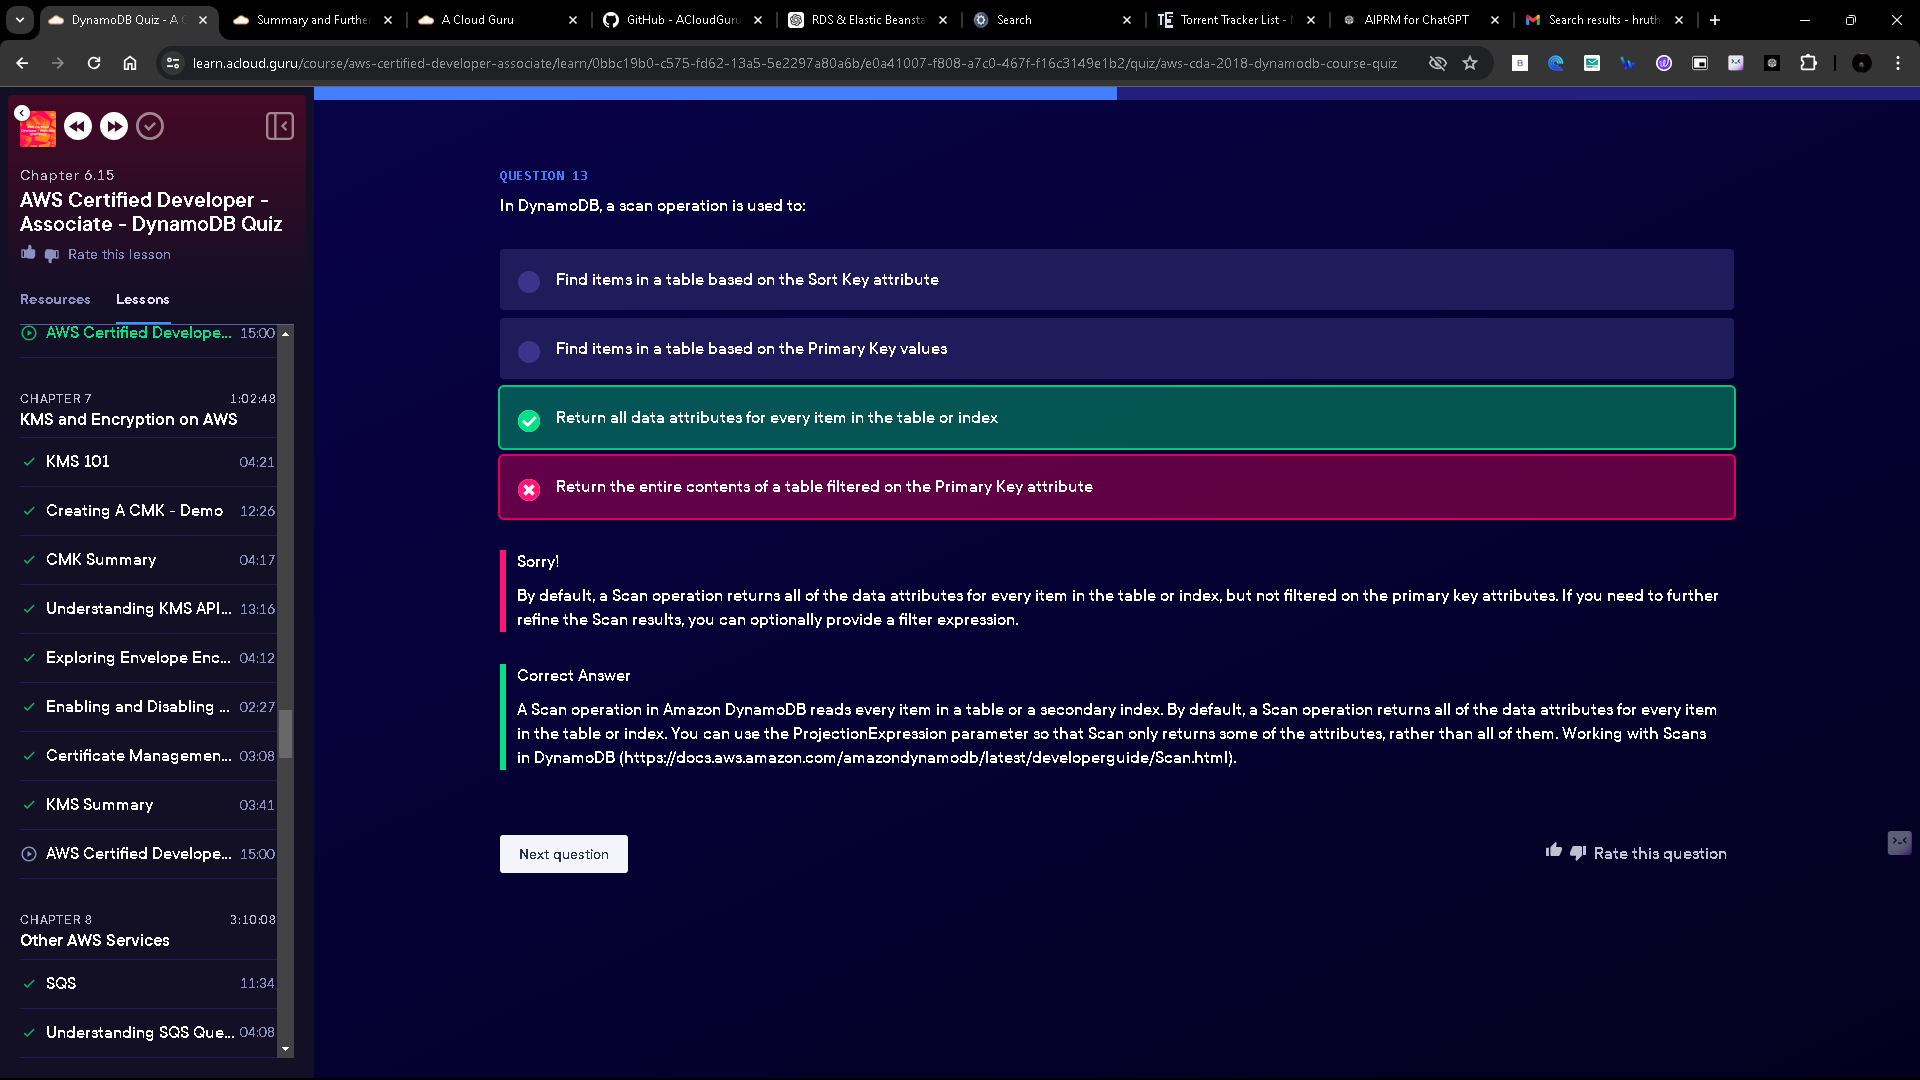 DynamoDB Quiz - A C
Summary and Further
A Cloud Guru
GitHub - ACloudGuru
RDS & Elastic Beansta
Search
Torrent Tracker List -
AIPRM for ChatGPT
Search results - hruth
learn.acloud.guru/course/aws-certified-developer-associate/learn/0bbc19b0-c575-fd62-13a5-5e2297a80a6b/e0a41007-f808-a7c0-467f-f16c3149e1b2/quiz/aws-cda-2018-dynamodb-course-quiz
Chapter 6.15
AWS Certified Developer -
Associate - DynamoDB Quiz
Rate this lesson
Resources
Lessons
AWS Certified Develope... 15:00
CHAPTER 7 1:02:48
KMS and Encryption on AWS
KMS 101 04:21
Creating A CMK - Demo 12:26
CMK Summary 04:17
Understanding KMS API... 13:16
Exploring Envelope Enc... 04:12
Enabling and Disabling ... 02:27
Certificate Managemen... 03:08
KMS Summary 03:41
AWS Certified Develope... 15:00
CHAPTER 8 3:10:08
Other AWS Services
SQS 11:34
Understanding SQS Que... 04:08
QUESTION 13
In DynamoDB, a scan operation is used to:
Find items in a table based on the Sort Key attribute
Find items in a table based on the Primary Key values
Return all data attributes for every item in the table or index
Return the entire contents of a table filtered on the Primary Key attribute
Sorry!
By default, a Scan operation returns all of the data attributes for every item in the table or index, but not filtered on the primary key attributes. If you need to further
refine the Scan results, you can optionally provide a filter expression.
Correct Answer
A Scan operation in Amazon DynamoDB reads every item in a table or a secondary index. By default, a Scan operation returns all of the data attributes for every item
in the table or index. You can use the ProjectionExpression parameter so that Scan only returns some of the attributes, rather than all of them. Working with Scans
in DynamoDB (https://docs.aws.amazon.com/amazondynamodb/latest/developerguide/Scan.html).
Next question
Rate this question